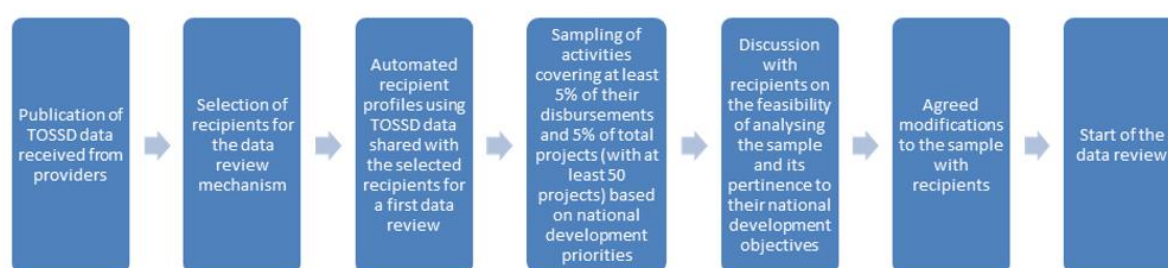 Publication of
TOSSD data
received from
providers
Selection of
recipients for
the data
review
mechanism
Automated
recipient
profiles using
TOSSD data
shared with
the selected
recipients for
a first data
review
Sampling of
activities
covering at least
5% of their
disbursements
and 5% of total
projects (with at
least 50
projects) based
on national
development
priorities
Discussion
with
recipients on
the feasibility
of analysing
the sample
and its
pertinence to
their national
development
objectives
Agreed
modifications
to the sample
with
recipients
Start of the
data review